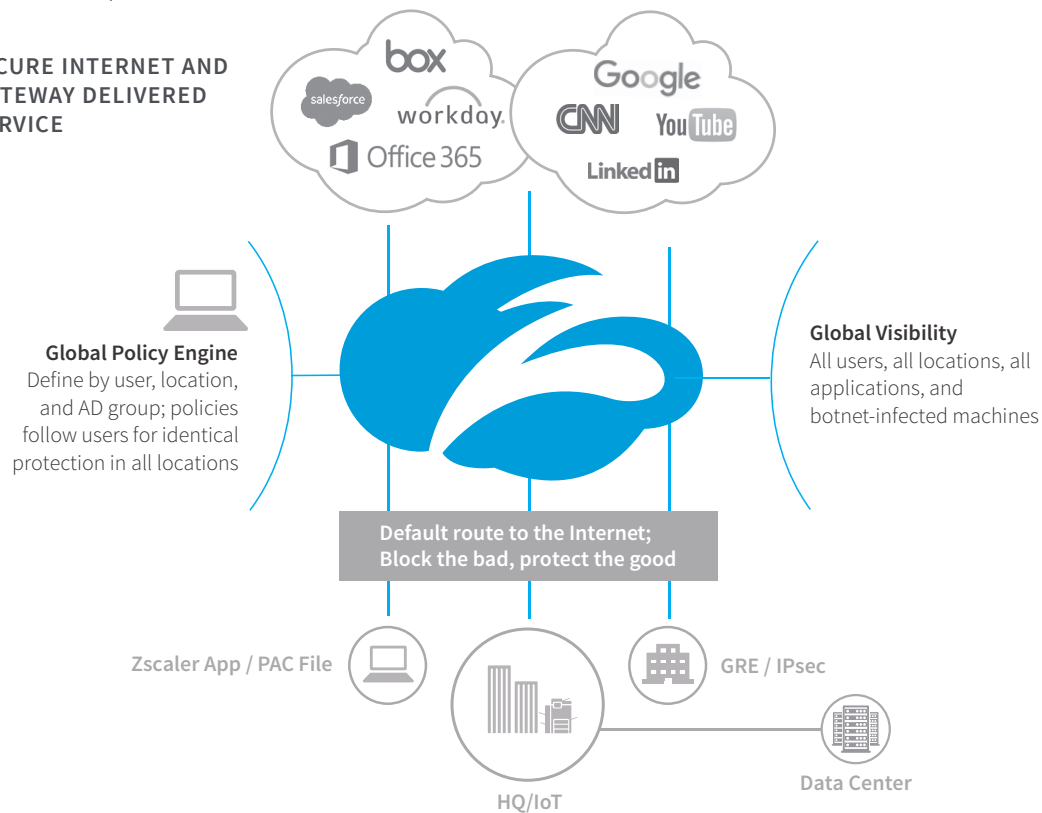 CURE INTERNET AND
TEWAY DELIVERED
RVICE
box
salesforce
workday.
Office 365
Google
CNN
YouTube
Linked in
Global Policy Engine
Define by user, location,
and AD group; policies
follow users for identical
protection in all locations
Global Visibility
All users, all locations, all
applications, and
botnet-infected machines
Default route to the Internet;
Block the bad, protect the good
Zscaler App / PAC File
GRE / IPsec
HQ/IoT
Data Center